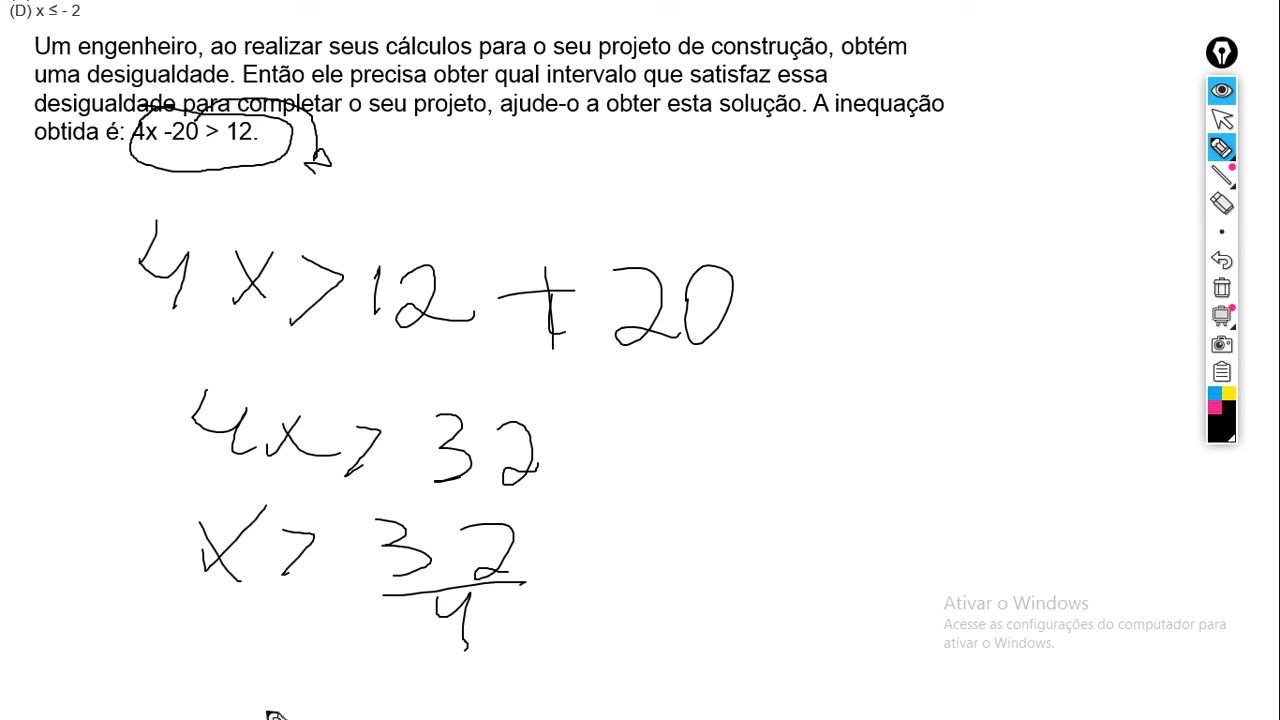 (D) x ≤ - 2
Um engenheiro, ao realizar seus cálculos para o seu projeto de construção, obtém
uma desigualdade. Então ele precisa obter qual intervalo que satisfaz essa
desigualdade para completar o seu projeto, ajude-o a obter esta solução. A inequação
obtida é: 4x -20 > 12.
4x > 12 + 20
4x > 32
x > 32
4
Ativar o Windows
Acesse as configurações do computador para
ativar o Windows.